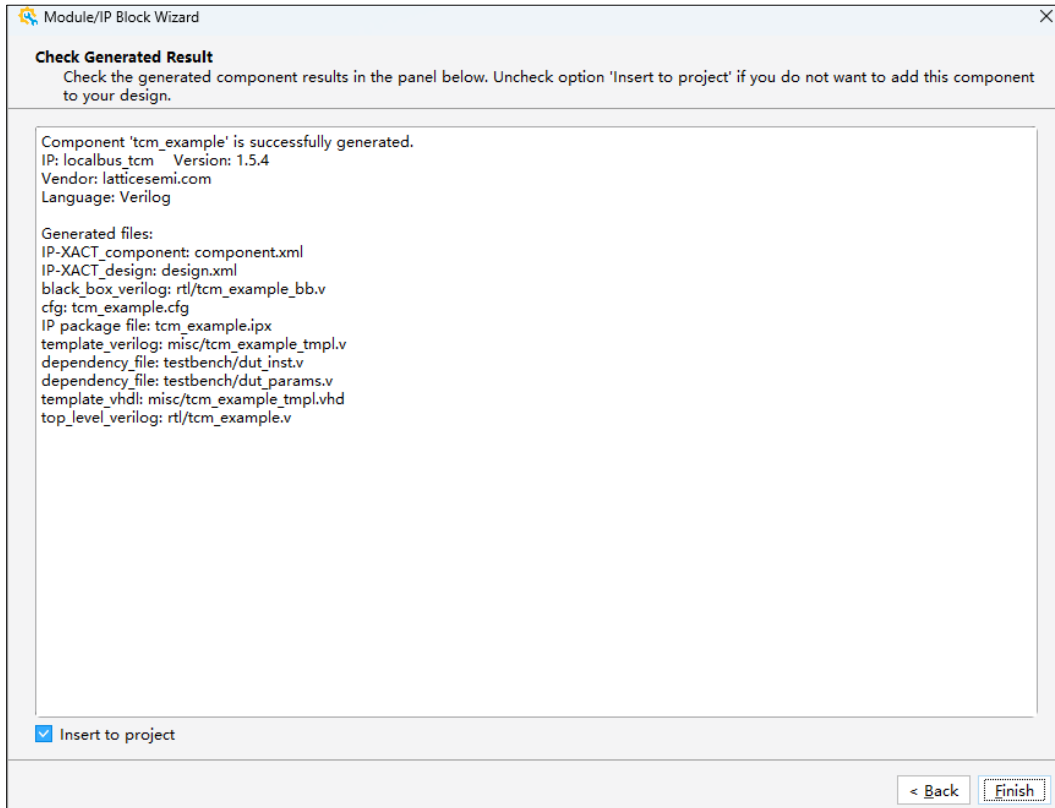 Module/IP Block Wizard
Check Generated Result
Check the generated component results in the panel below. Uncheck option 'Insert to project' if you do not want to add this component
to your design.
Component 'tcm_example' is successfully generated.
IP: localbus_tcm    Version: 1.5.4
Vendor: latticesemi.com
Language: Verilog
Generated files:
IP-XACT_component: component.xml
IP-XACT_design: design.xml
black_box_verilog: rtl/tcm_example_bb.v
cfg: tcm_example.cfg
IP package file: tcm_example.ipx
template_verilog: misc/tcm_example_tmpl.v
dependency_file: testbench/dut_inst.v
dependency_file: testbench/dut_params.v
template_vhdl: misc/tcm_example_tmpl.vhd
top_level_verilog: rtl/tcm_example.v
Insert to project
< Back    Finish